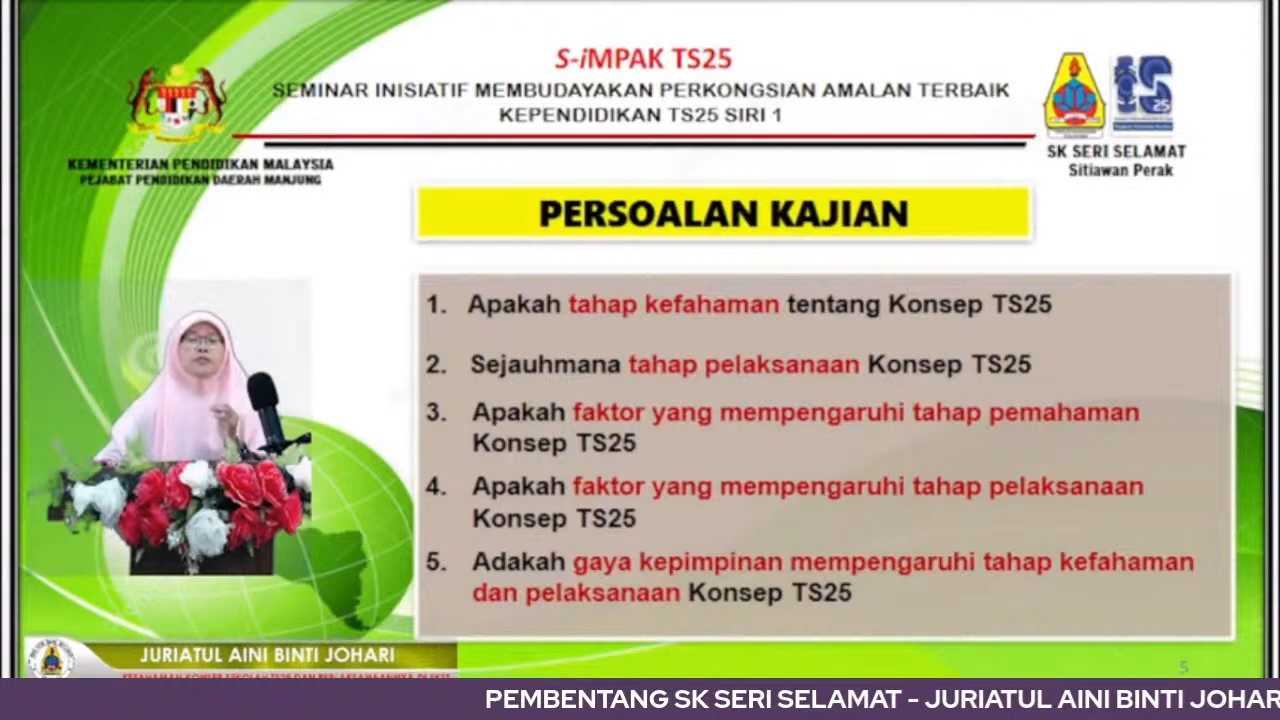 S-iMPAK TS25
SEMINAR INISIATIF MEMBUDAYAKAN PERKONGSIAN AMALAN TERBAIK
KEPENDIDIKAN TS25 SIRI 1
KEMENTERIAN PENDIDIKAN MALAYSIA
PEJABAT PENDIDIKAN DAERAH MANJUNG
TS
25
SK SERI SELAMAT
Sitiawan Perak
PERSOALAN KAJIAN
1. Apakah tahap kefahaman tentang Konsep TS25
2. Sejauhmana tahap pelaksanaan Konsep TS25
3. Apakah faktor yang mempengaruhi tahap pemahaman
Konsep TS25
4. Apakah faktor yang mempengaruhi tahap pelaksanaan
Konsep TS25
5. Adakah gaya kepimpinan mempengaruhi tahap kefahaman
dan pelaksanaan Konsep TS25
JURIATUL AINI BINTI JOHARI
5
PEMBENTANG SK SERI SELAMAT - JURIATUL AINI BINTI JOHAR